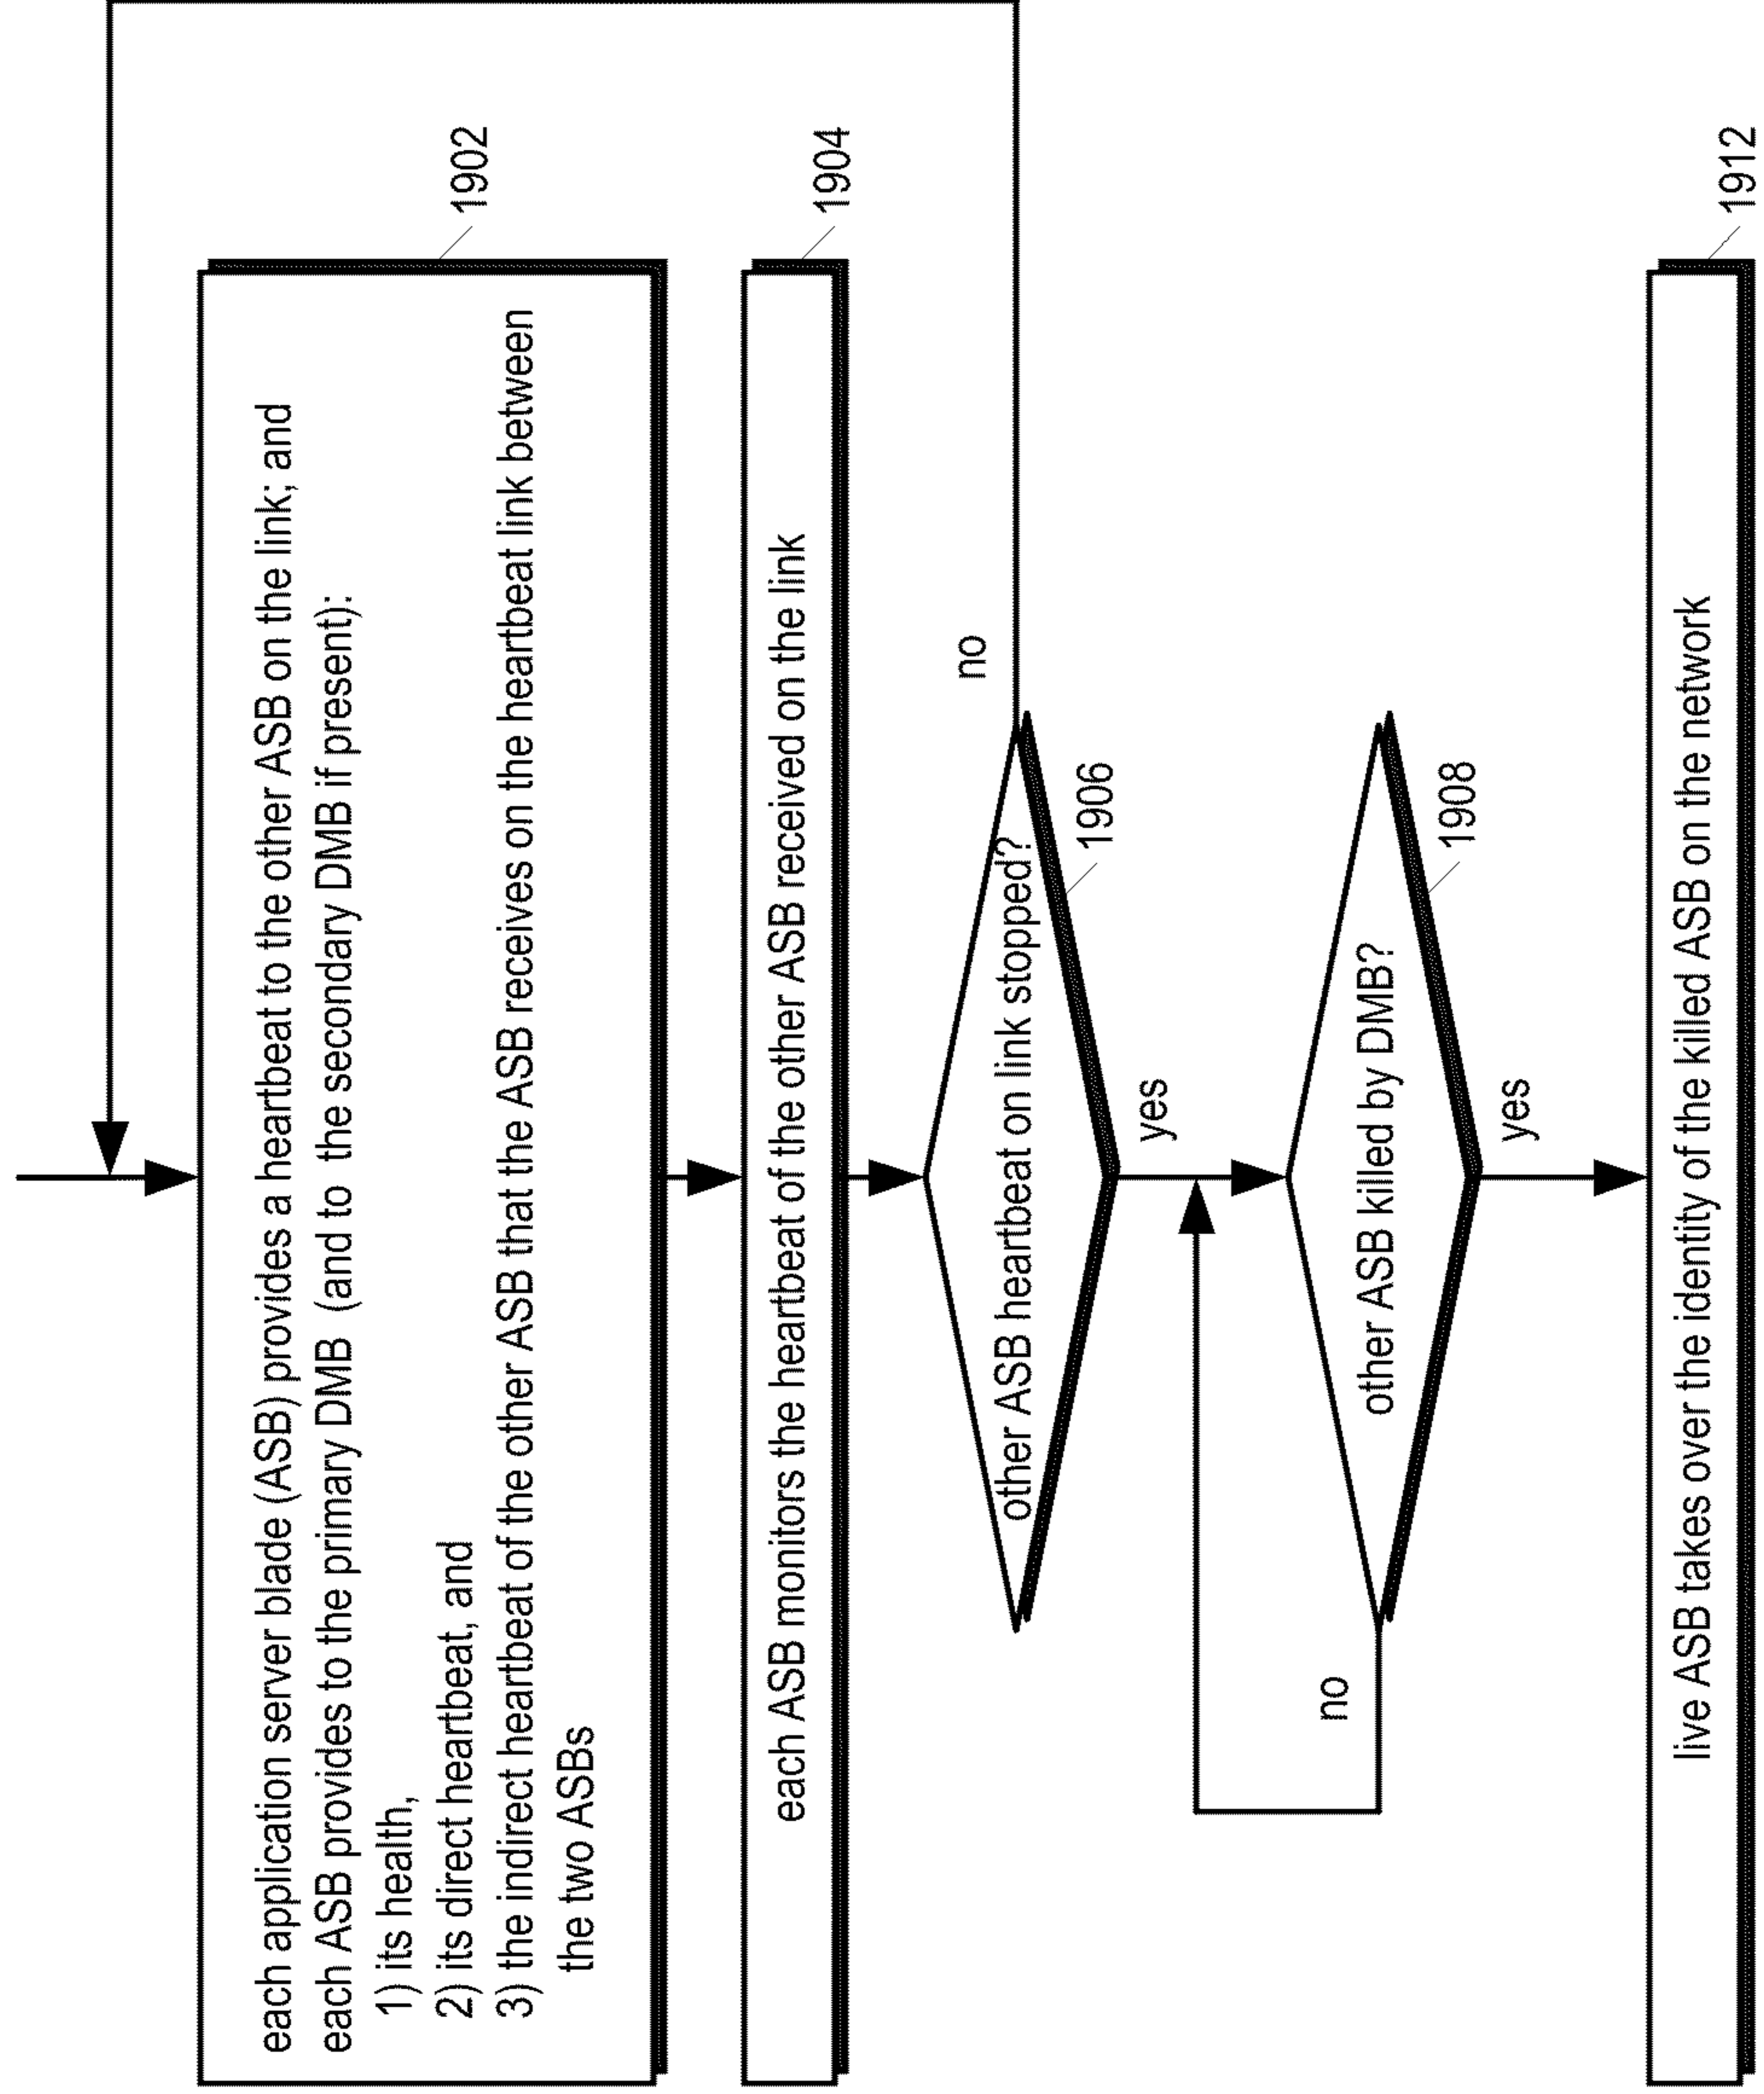 each application server blade (ASB) provides a heartbeat to the other ASB on the link; and
each ASB provides to the primary DMB (and to the secondary DMB if present):
1) its health,
2) its direct heartbeat, and
3) the indirect heartbeat of the other ASB that the ASB receives on the heartbeat link between
the two ASBs
1902
each ASB monitors the heartbeat of the other ASB received on the link
1904
other ASB heartbeat on link stopped?
no
1906
yes
other ASB killed by DMB?
no
1908
yes
live ASB takes over the identity of the killed ASB on the network
1912